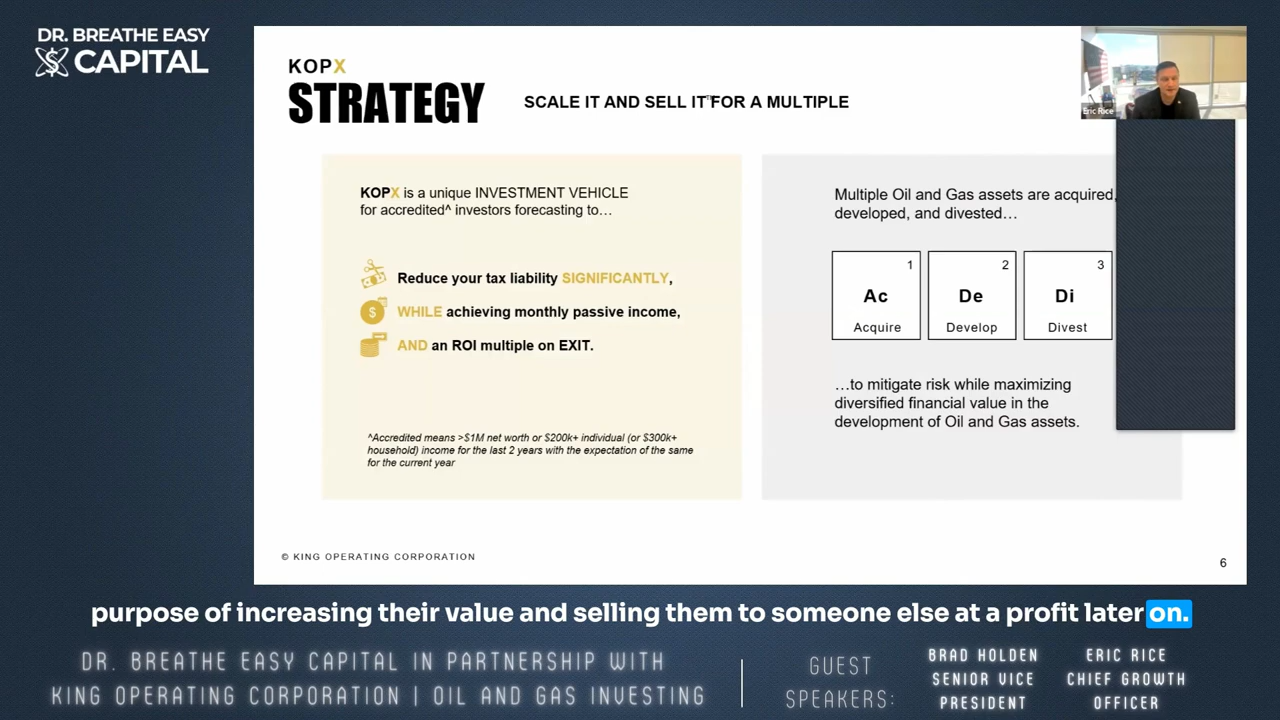 DR. BREATHE EASY
CAPITAL
KOPX
STRATEGY
SCALE IT AND SELL IT FOR A MULTIPLE
Eric Rice
KOPX is a unique INVESTMENT VEHICLE
for accredited^ investors forecasting to…
Reduce your tax liability SIGNIFICANTLY,
WHILE achieving monthly passive income,
AND an ROI multiple on EXIT.
^Accredited means >$1M net worth or $200k+ individual (or $300k+
household) income for the last 2 years with the expectation of the same
for the current year
Multiple Oil and Gas assets are acquired,
developed, and divested…
1
Ac
Acquire
2
De
Develop
3
Di
Divest
…to mitigate risk while maximizing
diversified financial value in the
development of Oil and Gas assets.
© KING OPERATING CORPORATION
6
purpose of increasing their value and selling them to someone else at a profit later on.
DR. BREATHE EASY CAPITAL IN PARTNERSHIP WITH
KING OPERATING CORPORATION | OIL AND GAS INVESTING
GUEST
SPEAKERS:
BRAD HOLDEN
SENIOR VICE
PRESIDENT
ERIC RICE
CHIEF GROWTH
OFFICER